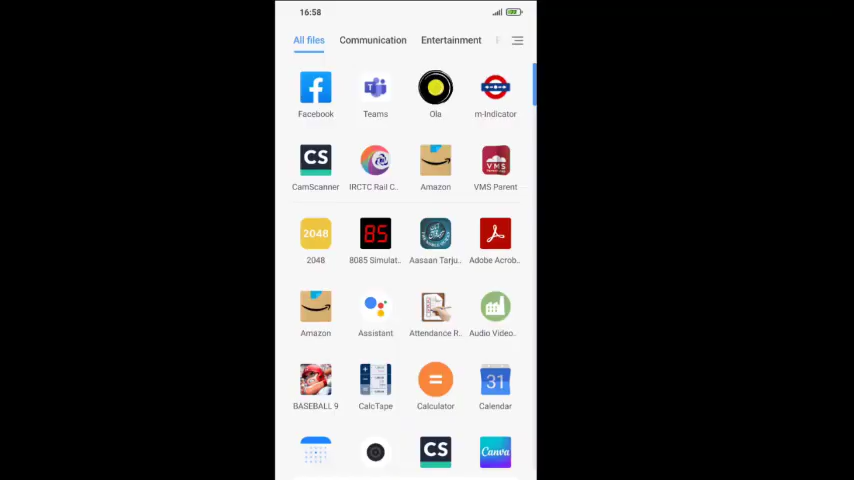 16:58
All files Communication Entertainment
Facebook Teams Ola m-Indicator
CS
CamScanner IRCTC Rail C.. Amazon VMS Parent
VMS
2048 85
2048 8085 Simulat.. Aasaan Tarju.. Adobe Acrob..
Amazon Assistant Attendance R.. Audio Video..
31
BASEBALL 9 CalcTape Calculator Calendar
CS Canva